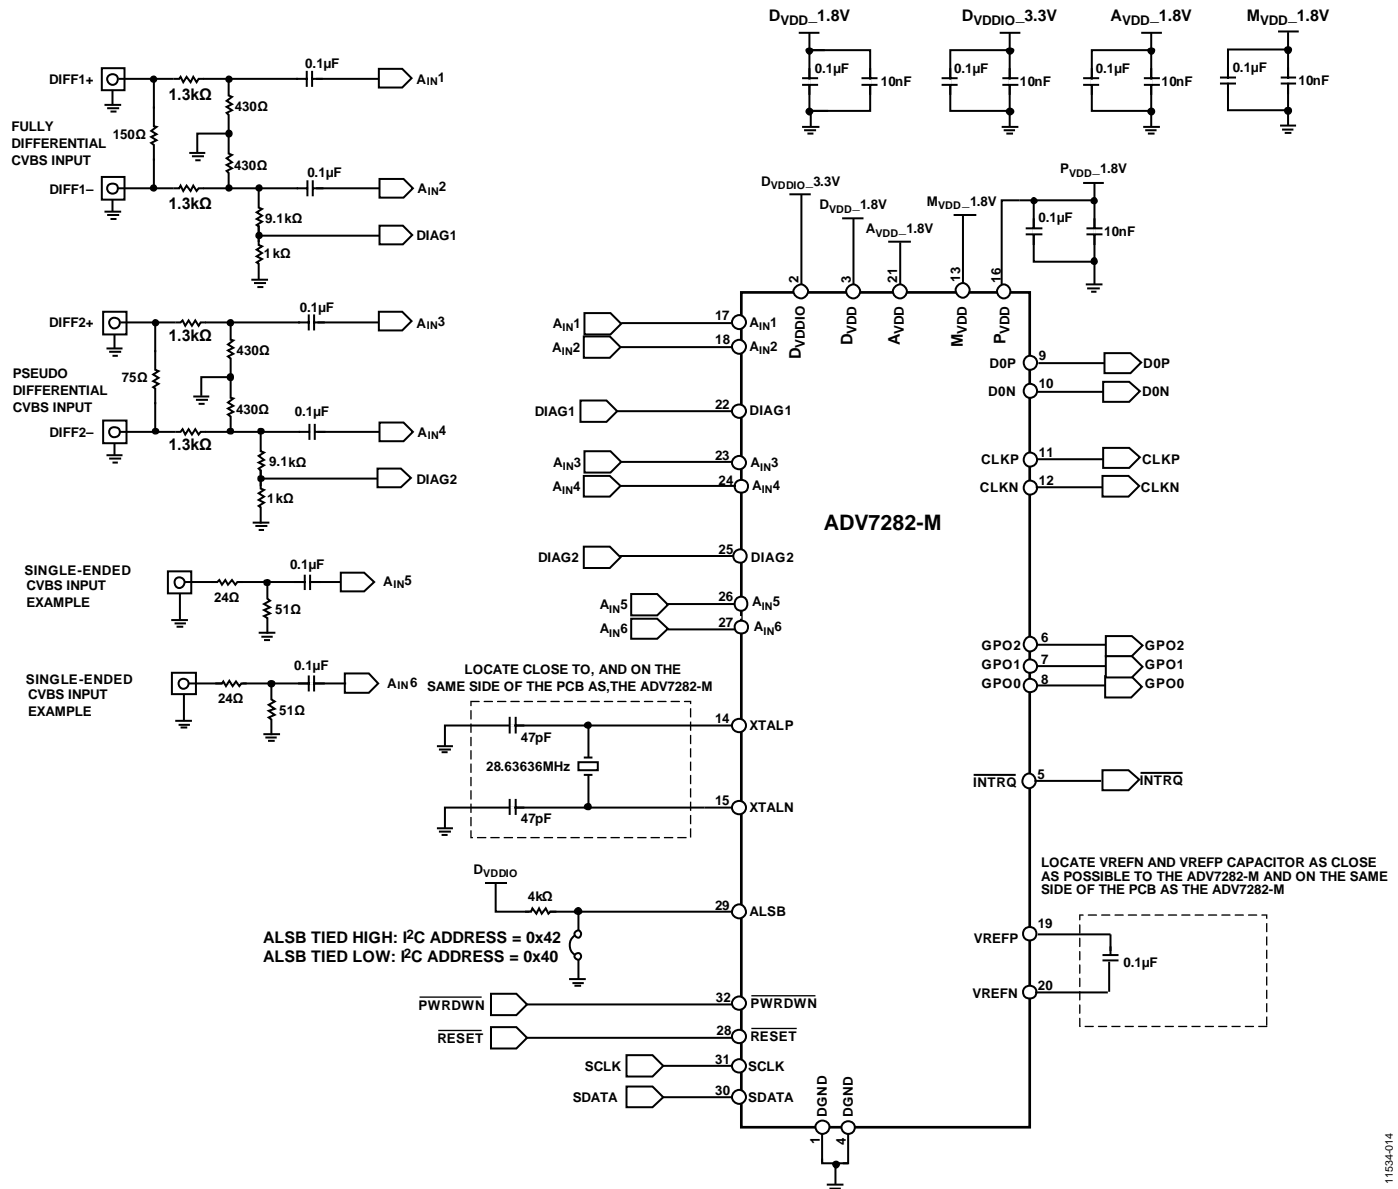 DVDD_1.8V
0.1µF
10nF
DVDDIO_3.3V
0.1µF
10nF
AVDD_1.8V
0.1µF
10nF
MVDD_1.8V
0.1µF
10nF
FULLY
DIFFERENTIAL
CVBS INPUT
DIFF1+
1.3kΩ
0.1µF
AIN1
150Ω
430Ω
430Ω
DIFF1–
1.3kΩ
0.1µF
AIN2
9.1kΩ
DIAG1
1kΩ
PSEUDO
DIFFERENTIAL
CVBS INPUT
DIFF2+
1.3kΩ
0.1µF
AIN3
75Ω
430Ω
430Ω
DIFF2–
1.3kΩ
0.1µF
AIN4
9.1kΩ
DIAG2
1kΩ
SINGLE-ENDED
CVBS INPUT
EXAMPLE
24Ω
51Ω
0.1µF
AIN5
SINGLE-ENDED
CVBS INPUT
EXAMPLE
24Ω
51Ω
0.1µF
AIN6
DVDDIO_3.3V
DVDD_1.8V
AVDD_1.8V
MVDD_1.8V
PVDD_1.8V
0.1µF
10nF
2
3
21
13
16
DVDDIO
DVDD
AVDD
MVDD
PVDD
AIN1 17 AIN1
AIN2 18 AIN2
DIAG1 22 DIAG1
AIN3 23 AIN3
AIN4 24 AIN4
DIAG2 25 DIAG2
AIN5 26 AIN5
AIN6 27 AIN6
ADV7282-M
D0P 9 D0P
D0N 10 D0N
CLKP 11 CLKP
CLKN 12 CLKN
GPO2 6 GPO2
GPO1 7 GPO1
GPO0 8 GPO0
INTRQ 5 INTRQ
LOCATE CLOSE TO, AND ON THE
SAME SIDE OF THE PCB AS,THE ADV7282-M
47pF
14 XTALP
28.63636MHz
47pF
15 XTALN
DVDDIO
4kΩ
29 ALSB
ALSB TIED HIGH: I2C ADDRESS = 0x42
ALSB TIED LOW: I2C ADDRESS = 0x40
LOCATE VREFN AND VREFP CAPACITOR AS CLOSE
AS POSSIBLE TO THE ADV7282-M AND ON THE SAME
SIDE OF THE PCB AS THE ADV7282-M
VREFP 19
0.1µF
VREFN 20
PWRDWN 32 PWRDWN
RESET 28 RESET
SCLK 31 SCLK
SDATA 30 SDATA
DGND
DGND
1
4
11534-014